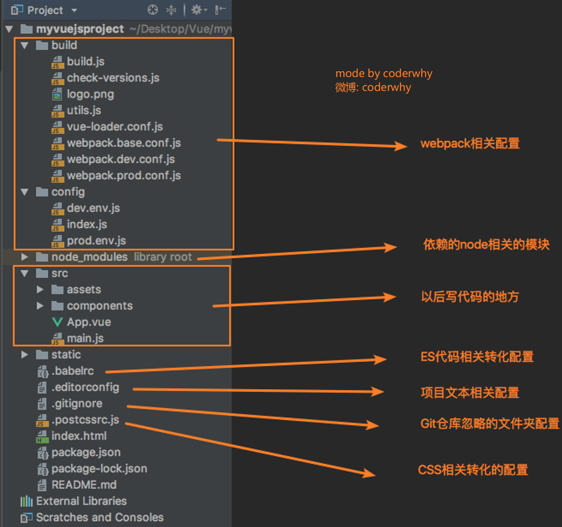 Project
myvuejsproject ~/Desktop/Vue/myv
build
build.js
check-versions.js
logo.png
utils.js
vue-loader.conf.js
webpack.base.conf.js
webpack.dev.conf.js
webpack.prod.conf.js
config
dev.env.js
index.js
prod.env.js
node_modules library root
src
assets
components
App.vue
main.js
static
.babelrc
.editorconfig
.gitignore
.postcssrc.js
index.html
package.json
package-lock.json
README.md
External Libraries
Scratches and Consoles
mode by coderwhy
微博: coderwhy
webpack相关配置
依赖的node相关的模块
以后写代码的地方
ES代码相关转化配置
项目文本相关配置
Git仓库忽略的文件夹配置
CSS相关转化的配置